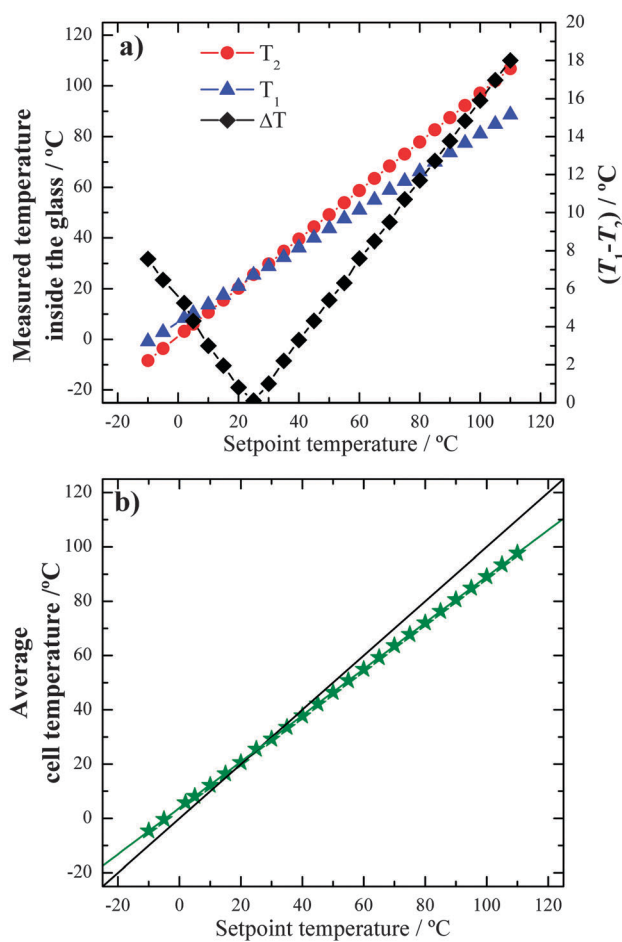 a)
T₂
T₁
ΔT
120
100
80
60
40
20
0
-20
Measured temperature
inside the glass / ºC
20
18
16
14
12
10
8
6
4
2
0
(T₁-T₂) / ºC
-20 0 20 40 60 80 100 120
Setpoint temperature / ºC
b)
120
100
80
60
40
20
0
-20
Average
cell temperature /ºC
-20 0 20 40 60 80 100 120
Setpoint temperature / ºC